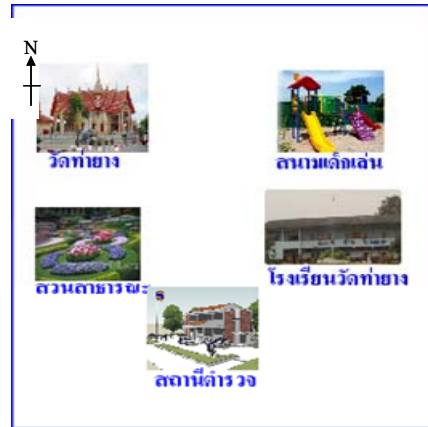 N
วัดท่ายาง
สนามเด็กเล่น
สวนสาธารณะ
โรงเรียนวัดท่ายาง
สถานีตำรวจ